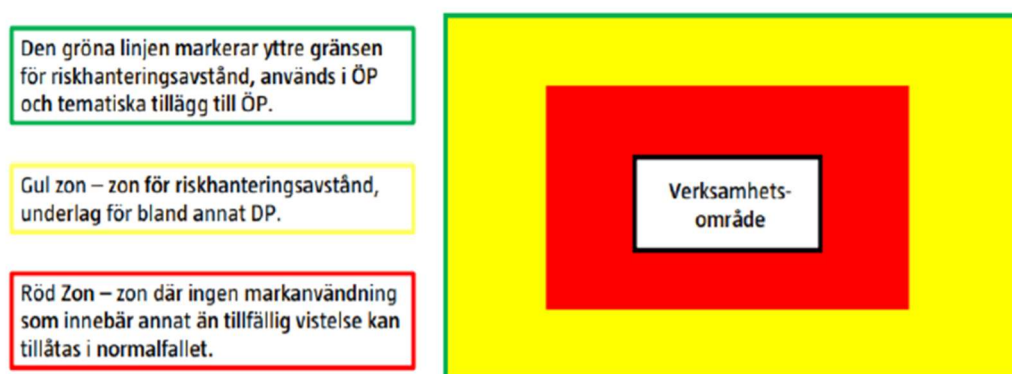 Den gröna linjen markerar yttre gränsen
för riskhanteringsavstånd, används i ÖP
och tematiska tillägg till ÖP.
Gul zon – zon för riskhanteringsavstånd,
underlag för bland annat DP.
Röd Zon – zon där ingen markanvändning
som innebär annat än tillfällig vistelse kan
tillåtas i normalfallet.
Verksamhets-
område